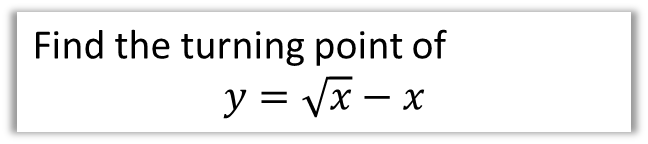 Find the turning point of
y = √x − x